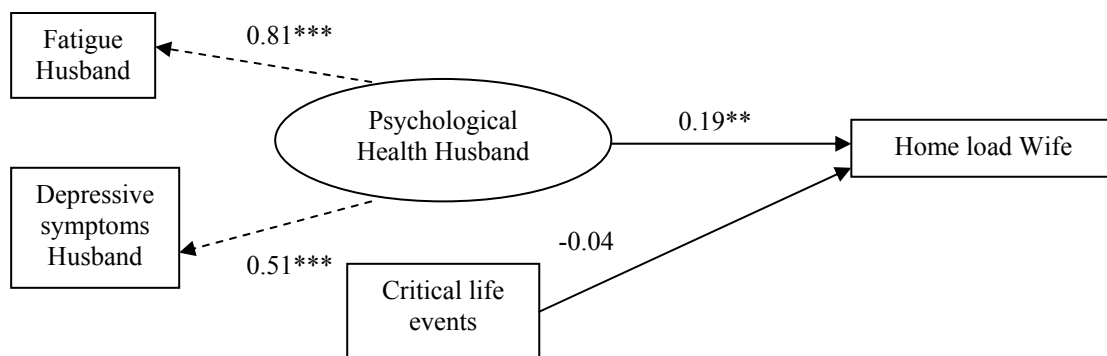 Fatigue
Husband
0.81***
Psychological
Health Husband
0.19**
Home load Wife
Depressive
symptoms
Husband
0.51***
-0.04
Critical life
events